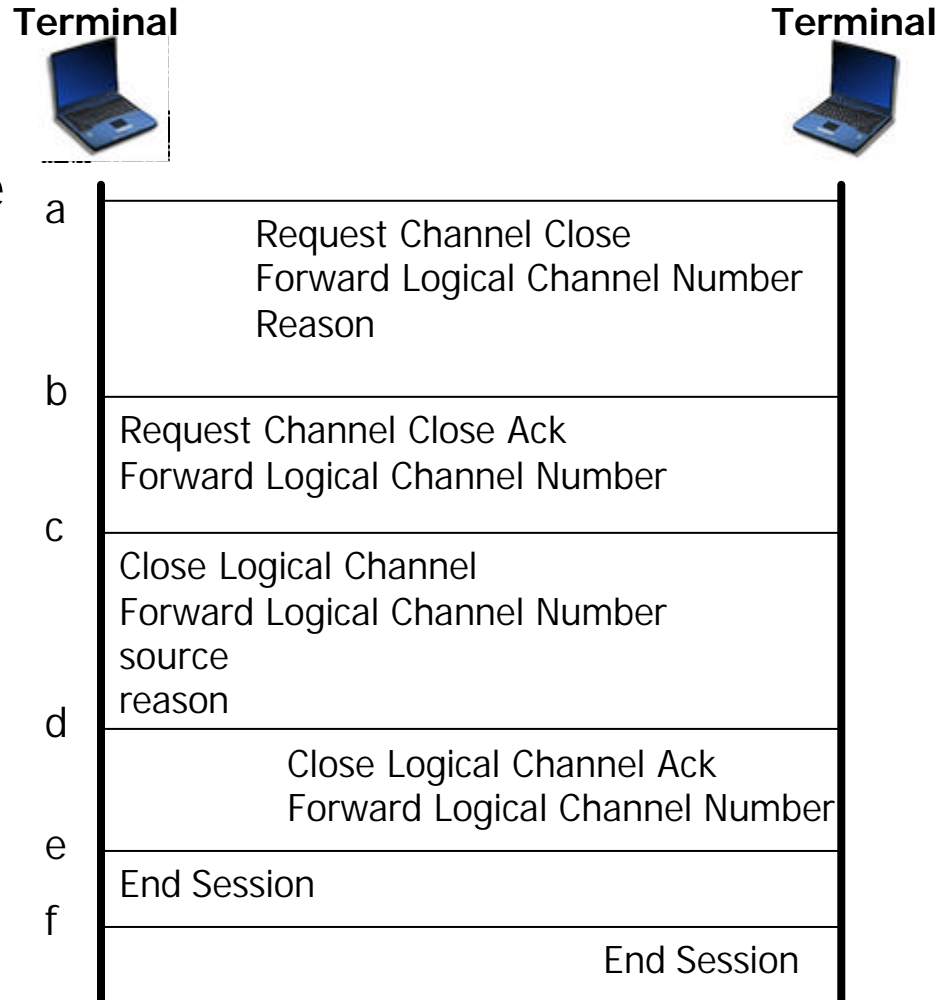 Terminal
Terminal
e
a
Request Channel Close
Forward Logical Channel Number
Reason
b
Request Channel Close Ack
Forward Logical Channel Number
c
Close Logical Channel
Forward Logical Channel Number
source
reason
d
Close Logical Channel Ack
Forward Logical Channel Number
e
End Session
f
End Session